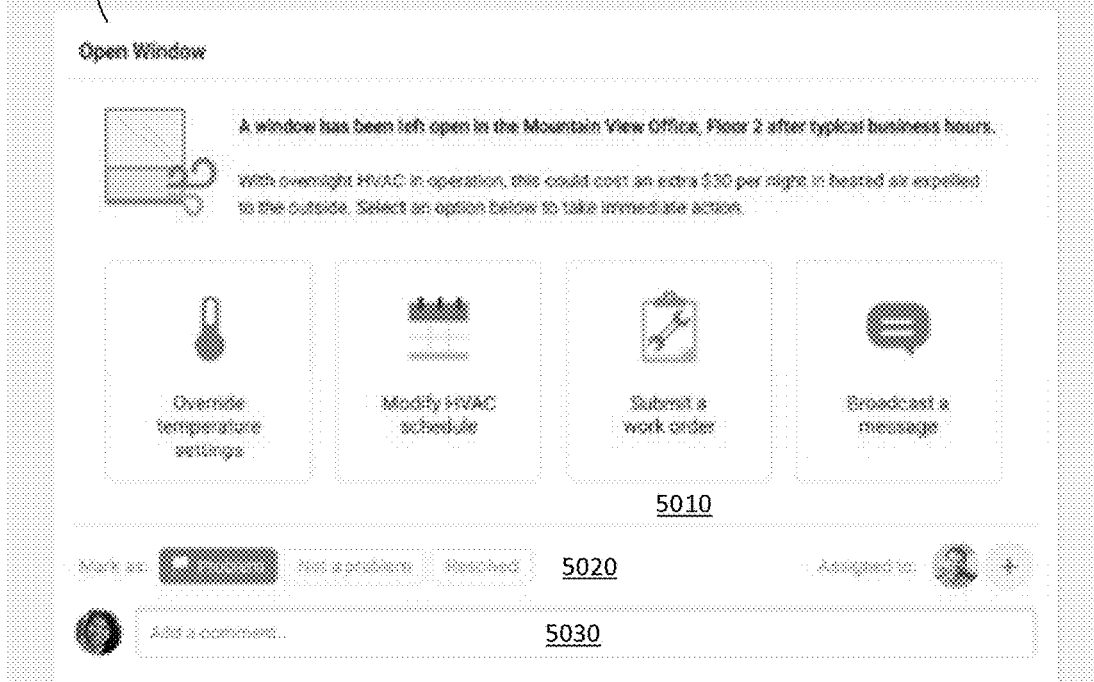 Open Window
A window has been left open in the Mountain View Office, Floor 2 after typical business hours.
With overnight HVAC in operation, this could cost an extra $30 per night in heated air expelled
to the outside. Select an option below to take immediate action.
Override
temperature
settings
Modify HVAC
schedule
Submit a
work order
Broadcast a
message
5010
Mark as: Problem Not a problem Resolved 5020 Assigned to:
Add a comment... 5030